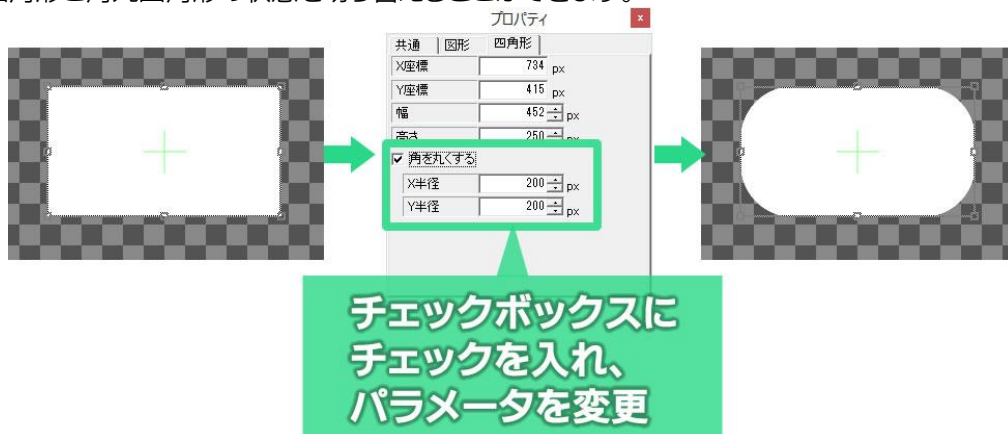 プロパティ
x
共通 図形 四角形
X座標 734 px
Y座標 415 px
幅 452 px
高さ 250 px
角を丸くする
X半径 200 px
Y半径 200 px
チェックボックスに
チェックを入れ、
パラメータを変更